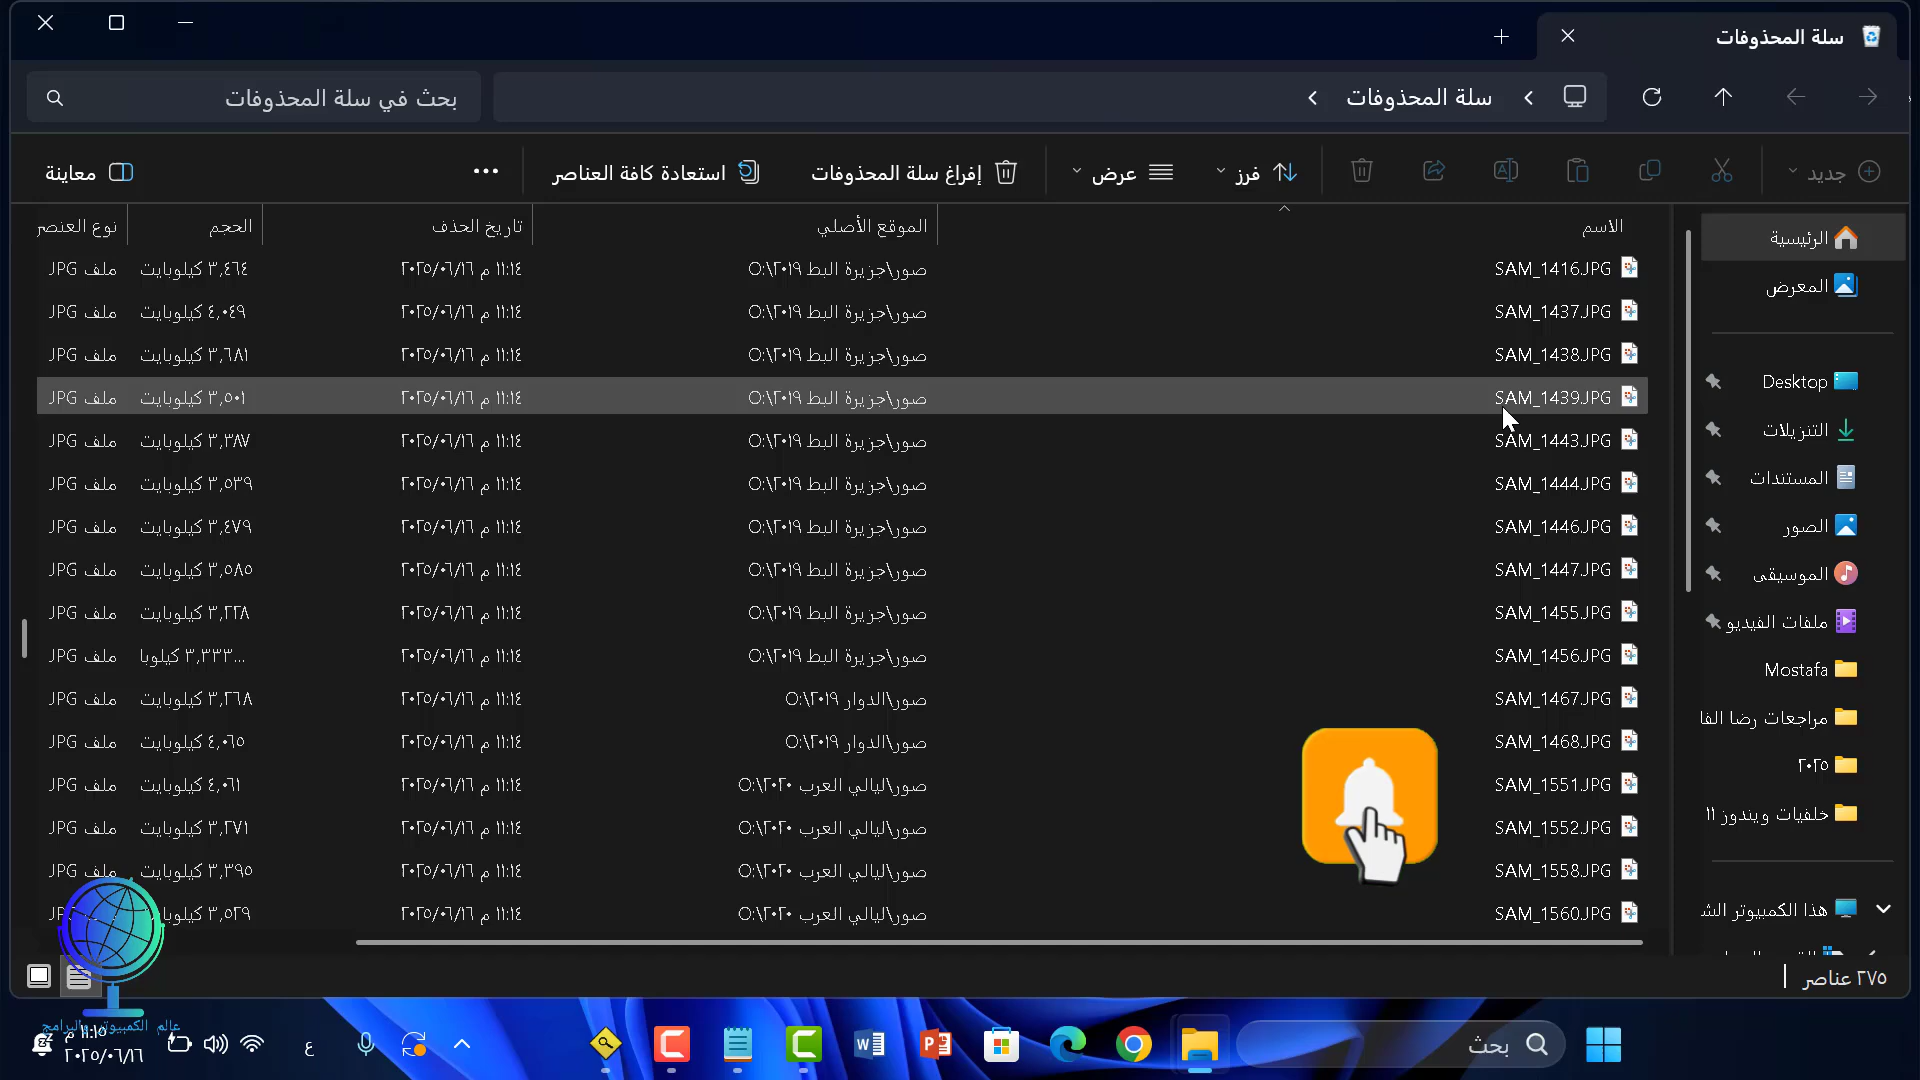 سلة المحذوفات
سلة المحذوفات
بحث في سلة المحذوفات
جديد
فرز
عرض
إفراغ سلة المحذوفات
استعادة كافة العناصر
معاينة
الاسم الموقع الأصلي تاريخ الحذف الحجم نوع العنصر
SAM_1416.JPG صور\جزيرة البط ٢٠١٩\:O ٢٠٢٥/٠٦/١٦ م ١١:١٤ ٣,٤٦٤ كيلوبايت ملف JPG
SAM_1437.JPG صور\جزيرة البط ٢٠١٩\:O ٢٠٢٥/٠٦/١٦ م ١١:١٤ ٤,٠٤٩ كيلوبايت ملف JPG
SAM_1438.JPG صور\جزيرة البط ٢٠١٩\:O ٢٠٢٥/٠٦/١٦ م ١١:١٤ ٣,٦٨١ كيلوبايت ملف JPG
SAM_1439.JPG صور\جزيرة البط ٢٠١٩\:O ٢٠٢٥/٠٦/١٦ م ١١:١٤ ٣,٥٠١ كيلوبايت ملف JPG
SAM_1443.JPG صور\جزيرة البط ٢٠١٩\:O ٢٠٢٥/٠٦/١٦ م ١١:١٤ ٣,٣٨٧ كيلوبايت ملف JPG
SAM_1444.JPG صور\جزيرة البط ٢٠١٩\:O ٢٠٢٥/٠٦/١٦ م ١١:١٤ ٣,٥٣٩ كيلوبايت ملف JPG
SAM_1446.JPG صور\جزيرة البط ٢٠١٩\:O ٢٠٢٥/٠٦/١٦ م ١١:١٤ ٣,٤٧٩ كيلوبايت ملف JPG
SAM_1447.JPG صور\جزيرة البط ٢٠١٩\:O ٢٠٢٥/٠٦/١٦ م ١١:١٤ ٣,٥٨٥ كيلوبايت ملف JPG
SAM_1455.JPG صور\جزيرة البط ٢٠١٩\:O ٢٠٢٥/٠٦/١٦ م ١١:١٤ ٣,٢٢٨ كيلوبايت ملف JPG
SAM_1456.JPG صور\جزيرة البط ٢٠١٩\:O ٢٠٢٥/٠٦/١٦ م ١١:١٤ ٣,٣٣٣ كيلوبا... ملف JPG
SAM_1467.JPG صور\الدوار ٢٠١٩\:O ٢٠٢٥/٠٦/١٦ م ١١:١٤ ٣,٢٦٨ كيلوبايت ملف JPG
SAM_1468.JPG صور\الدوار ٢٠١٩\:O ٢٠٢٥/٠٦/١٦ م ١١:١٤ ٤,٠٦٥ كيلوبايت ملف JPG
SAM_1551.JPG صور\ليالي العرب ٢٠٢٠\:O ٢٠٢٥/٠٦/١٦ م ١١:١٤ ٤,٠٦١ كيلوبايت ملف JPG
SAM_1552.JPG صور\ليالي العرب ٢٠٢٠\:O ٢٠٢٥/٠٦/١٦ م ١١:١٤ ٣,٢٧١ كيلوبايت ملف JPG
SAM_1558.JPG صور\ليالي العرب ٢٠٢٠\:O ٢٠٢٥/٠٦/١٦ م ١١:١٤ ٣,٣٩٥ كيلوبايت ملف JPG
SAM_1560.JPG صور\ليالي العرب ٢٠٢٠\:O ٢٠٢٥/٠٦/١٦ م ١١:١٤ ٣,٥٢٩
الرئيسية
المعرض
Desktop
التنزيلات
المستندات
الصور
الموسيقى
ملفات الفيديو
Mostafa
مراجعات رضا الفا
٢٠٢٥
خلفيات ويندوز ١١
هذا الكمبيوتر الش
٢٧٥ عناصر
عالم الكمبيوتر والبرامج
بحث
ع
١١:١٥ م
٢٠٢٥/٠٦/١٦